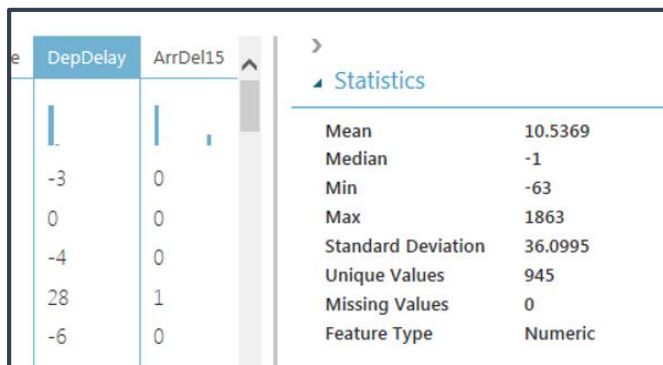 e DepDelay ArrDel15
-3 0
0 0
-4 0
28 1
-6 0
Statistics
Mean 10.5369
Median -1
Min -63
Max 1863
Standard Deviation 36.0995
Unique Values 945
Missing Values 0
Feature Type Numeric